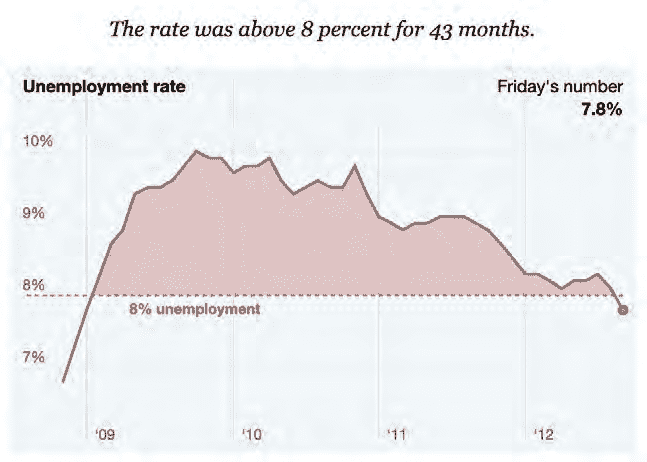 The rate was above 8 percent for 43 months.
Unemployment rate
Friday's number
7.8%
10%
9%
8%
8% unemployment
7%
'09
'10
'11
'12